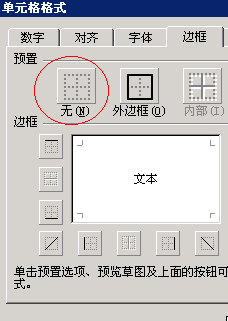 单元格格式
数字 对齐 字体 边框
预置
无(N) 外边框(O) 内部(I)
边框
文本
单击预置选项、预览草图及上面的按钮可
式。